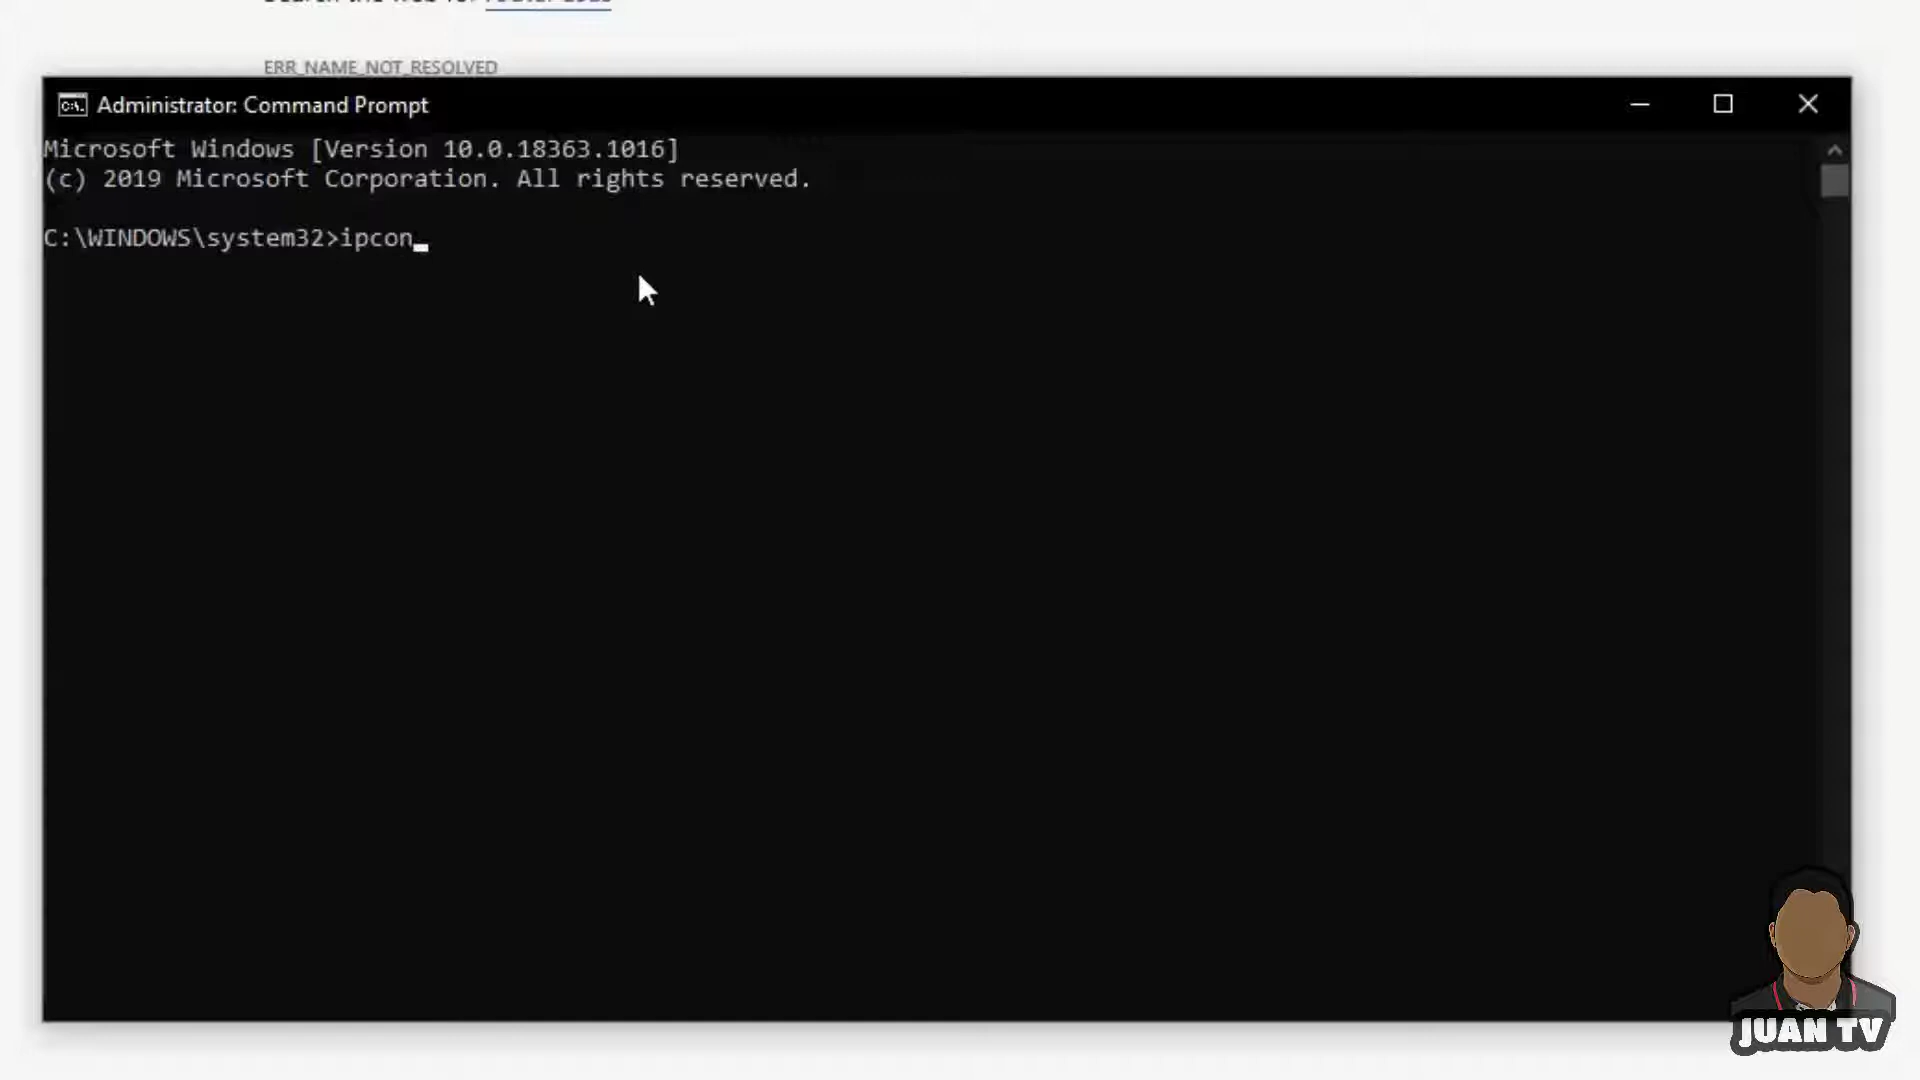 ERR_NAME_NOT_RESOLVED
Administrator: Command Prompt
Microsoft Windows [Version 10.0.18363.1016]
(c) 2019 Microsoft Corporation. All rights reserved.
C:\WINDOWS\system32>ipcon
JUAN TV